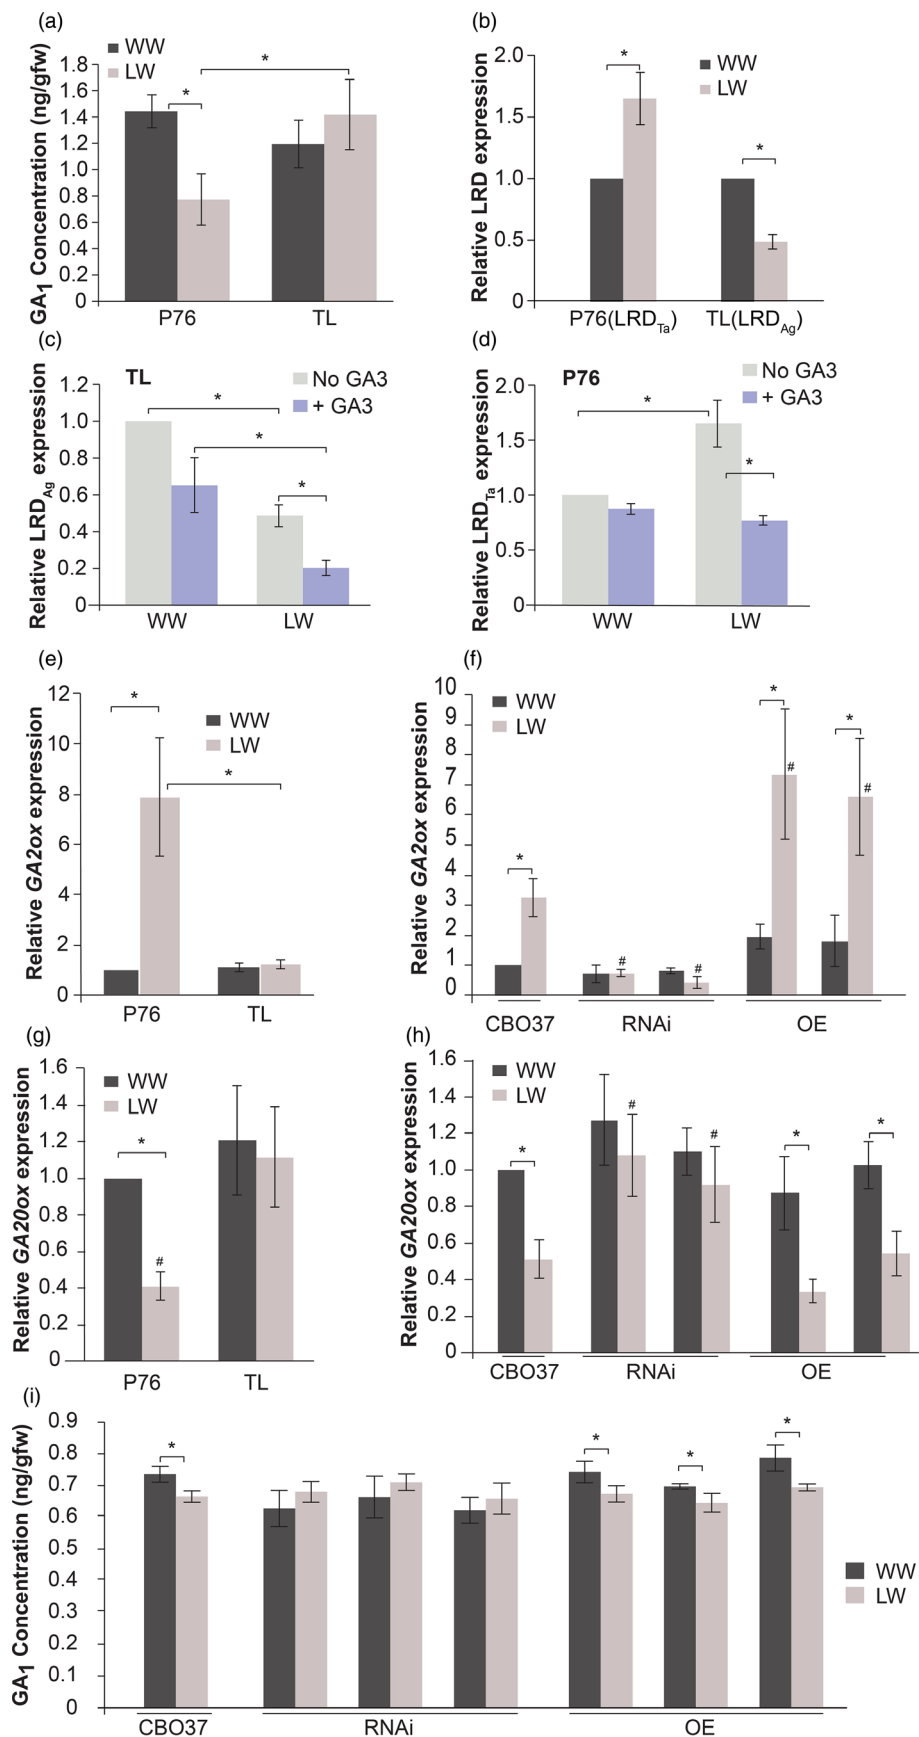 (a)
WW
LW
GA1 Concentration (ng/gfw)
1.8
1.6
1.4
1.2
1.0
0.8
0.6
0.4
0.2
0
*
*
P76
TL
(b)
WW
LW
Relative LRD expression
2.0
1.5
1.0
0.5
0
*
*
P76(LRDTa)
TL(LRDAg)
(c)
TL
No GA3
+ GA3
Relative LRDAg expression
1.2
1.0
0.8
0.6
0.4
0.2
0
*
*
*
WW
LW
(d)
P76
No GA3
+ GA3
Relative LRDTa expression
2.0
1.5
1.0
0.5
0
*
*
WW
LW
(e)
WW
LW
Relative GA2ox expression
12
10
8
6
4
2
0
*
*
P76
TL
(f)
WW
LW
Relative GA2ox expression
10
9
8
7
6
5
4
3
2
1
0
*
#
#
*
#
*
#
CBO37
RNAi
OE
(g)
WW
LW
Relative GA20ox expression
1.6
1.4
1.2
1.0
0.8
0.6
0.4
0.2
0
*
#
P76
TL
(h)
WW
LW
Relative GA20ox expression
1.6
1.4
1.2
1.0
0.8
0.6
0.4
0.2
0
*
#
#
*
*
CBO37
RNAi
OE
(i)
GA1 Concentration (ng/gfw)
0.9
0.8
0.7
0.6
0.5
0.4
0.3
0.2
0.1
0
*
*
*
*
WW
LW
CBO37
RNAi
OE